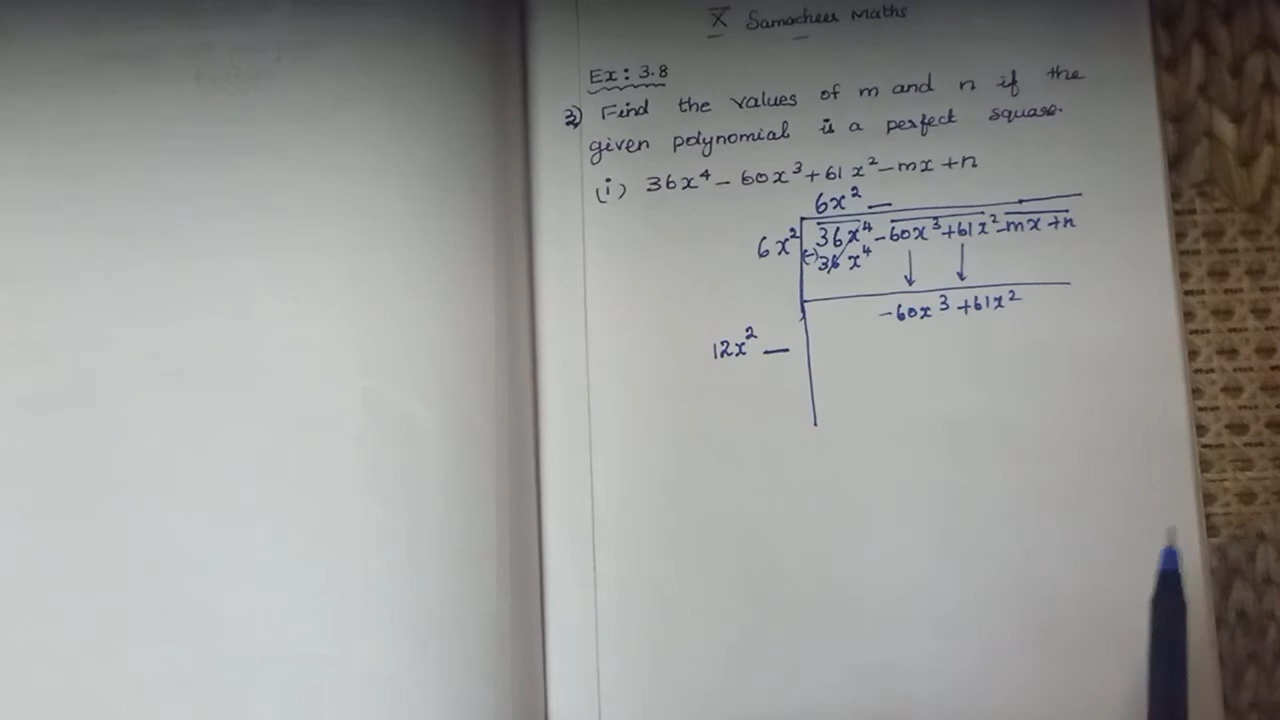 X Samacheer Maths
Ex: 3.8
3) Find the values of m and n if the
given polynomial is a perfect square.
(i) 36x⁴ - 60x³ + 61x² - mx + n
6x² —
6x² 36x⁴ - 60x³ + 61x² - mx + n
(-) 36x⁴
-60x³ + 61x²
12x² —